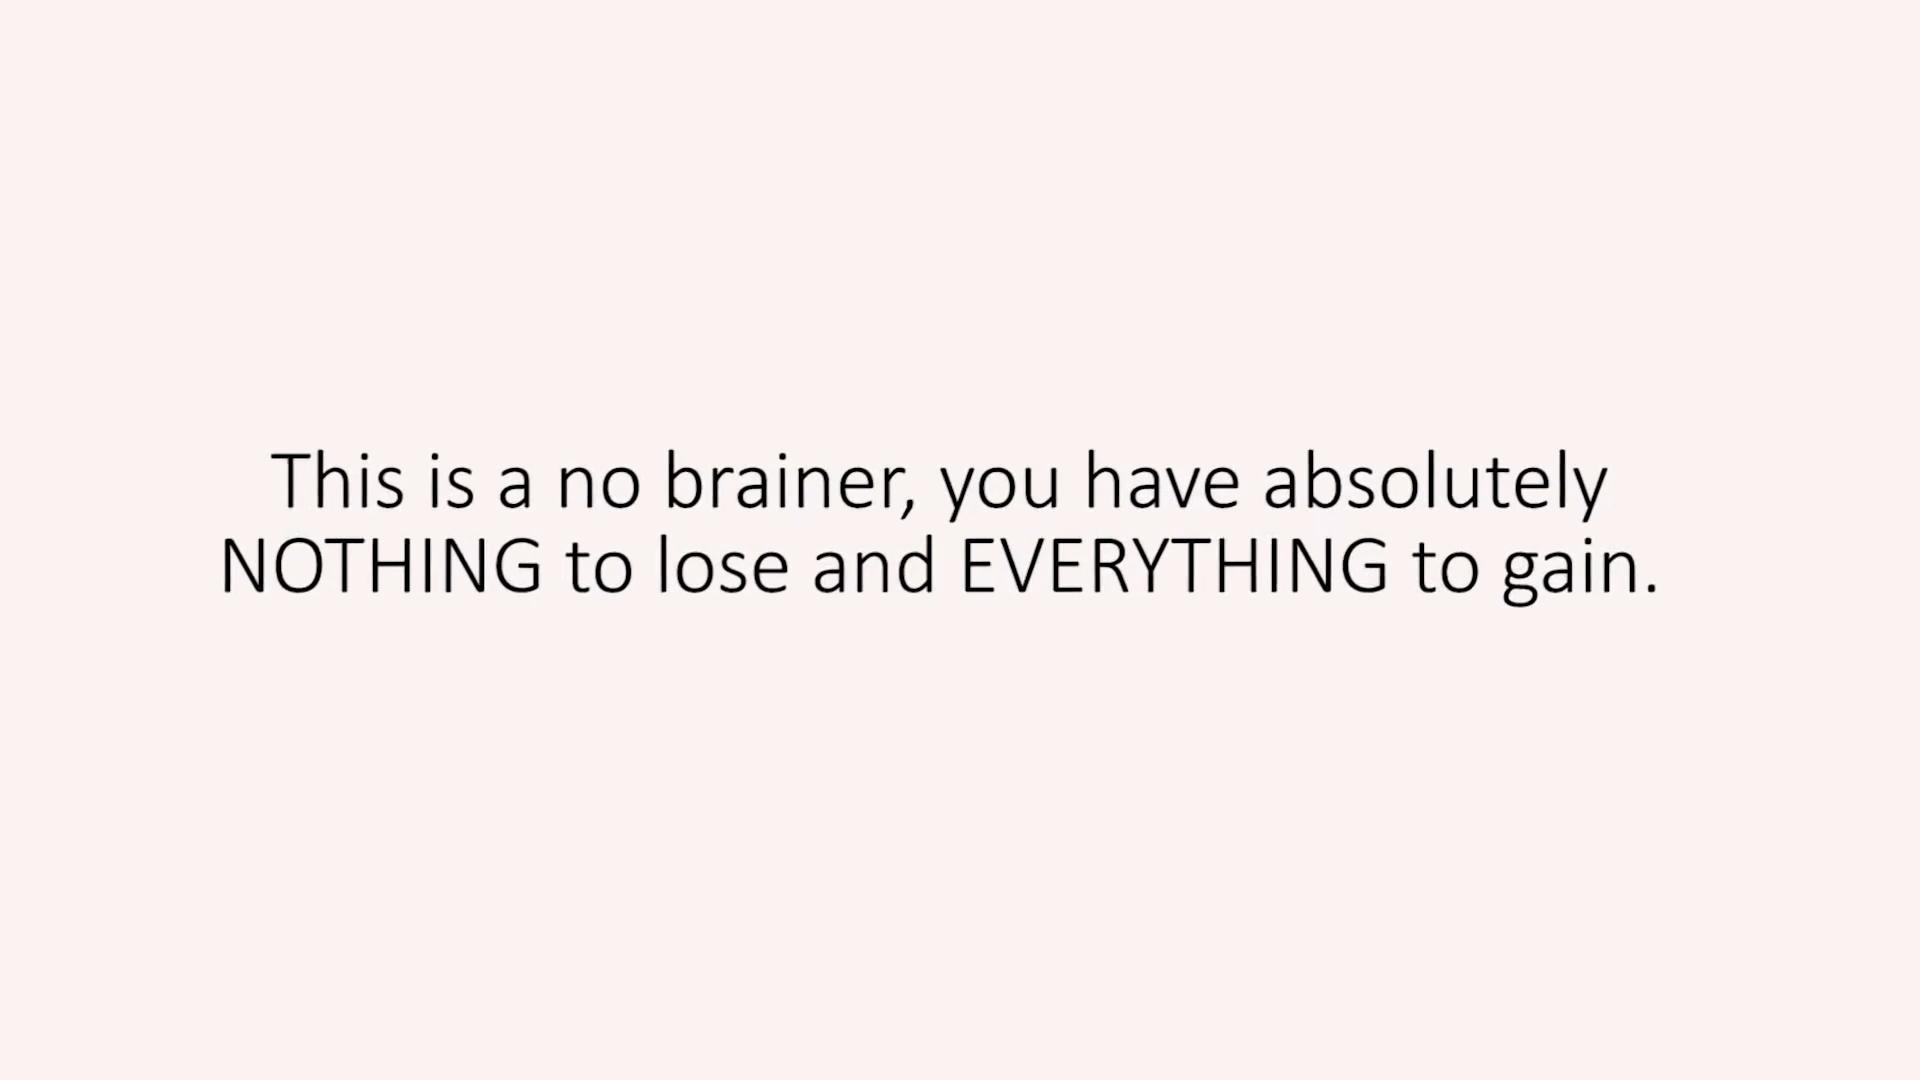 This is a no brainer, you have absolutely
NOTHING to lose and EVERYTHING to gain.